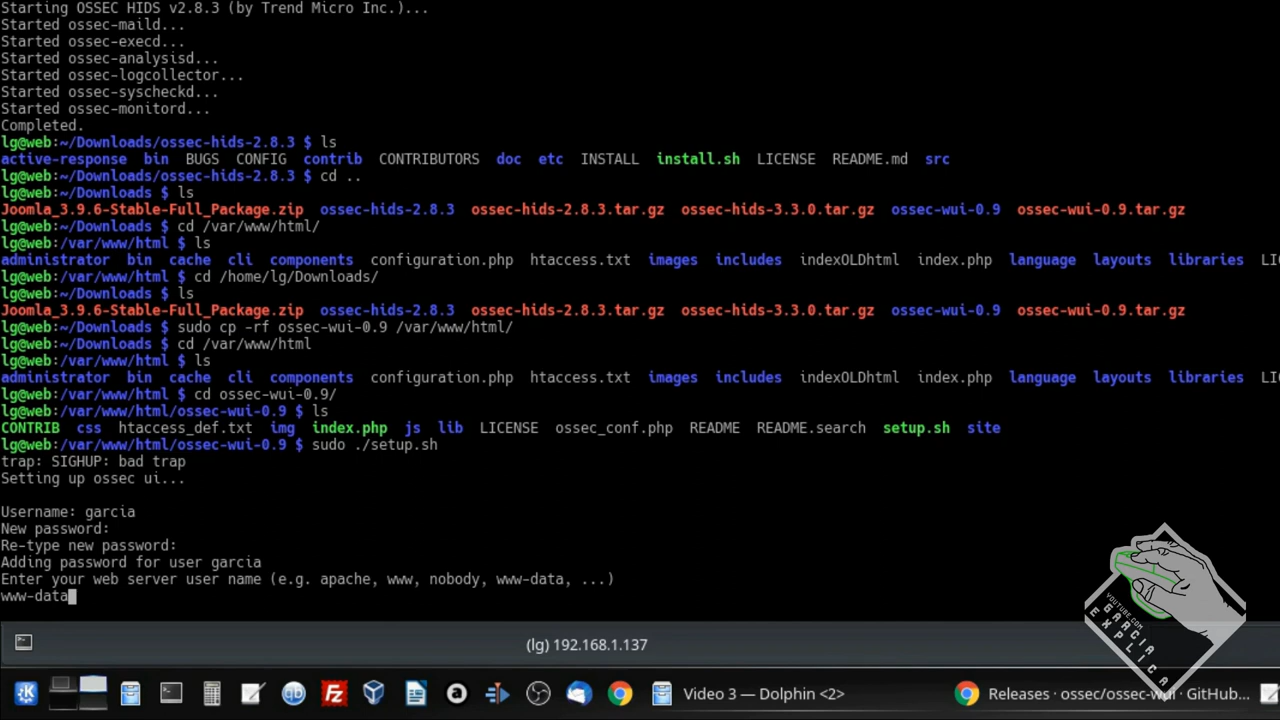 Starting OSSEC HIDS v2.8.3 (by Trend Micro Inc.)...
Started ossec-maild...
Started ossec-execd...
Started ossec-analysisd...
Started ossec-logcollector...
Started ossec-syscheckd...
Started ossec-monitord...
Completed.
lg@web:~/Downloads/ossec-hids-2.8.3 $ ls
active-response bin BUGS CONFIG contrib CONTRIBUTORS doc etc INSTALL install.sh LICENSE README.md src
lg@web:~/Downloads/ossec-hids-2.8.3 $ cd ..
lg@web:~/Downloads $ ls
Joomla_3.9.6-Stable-Full_Package.zip ossec-hids-2.8.3 ossec-hids-2.8.3.tar.gz ossec-hids-3.3.0.tar.gz ossec-wui-0.9 ossec-wui-0.9.tar.gz
lg@web:~/Downloads $ cd /var/www/html/
lg@web:/var/www/html $ ls
administrator bin cache cli components configuration.php htaccess.txt images includes indexOLDhtml index.php language layouts libraries LI
lg@web:/var/www/html $ cd /home/lg/Downloads/
lg@web:~/Downloads $ ls
Joomla_3.9.6-Stable-Full_Package.zip ossec-hids-2.8.3 ossec-hids-2.8.3.tar.gz ossec-hids-3.3.0.tar.gz ossec-wui-0.9 ossec-wui-0.9.tar.gz
lg@web:~/Downloads $ sudo cp -rf ossec-wui-0.9 /var/www/html/
lg@web:~/Downloads $ cd /var/www/html
lg@web:/var/www/html $ ls
administrator bin cache cli components configuration.php htaccess.txt images includes indexOLDhtml index.php language layouts libraries LI
lg@web:/var/www/html $ cd ossec-wui-0.9/
lg@web:/var/www/html/ossec-wui-0.9 $ ls
CONTRIB css htaccess_def.txt img index.php js lib LICENSE ossec_conf.php README README.search setup.sh site
lg@web:/var/www/html/ossec-wui-0.9 $ sudo ./setup.sh
trap: SIGHUP: bad trap
Setting up ossec ui...
Username: garcia
New password:
Re-type new password:
Adding password for user garcia
Enter your web server user name (e.g. apache, www, nobody, www-data, ...)
www-data
YOUTUBE.COM
GARCIA
EXPLICA
(lg) 192.168.1.137
Video 3 — Dolphin <2>
Releases · ossec/ossec-wui · GitHub...